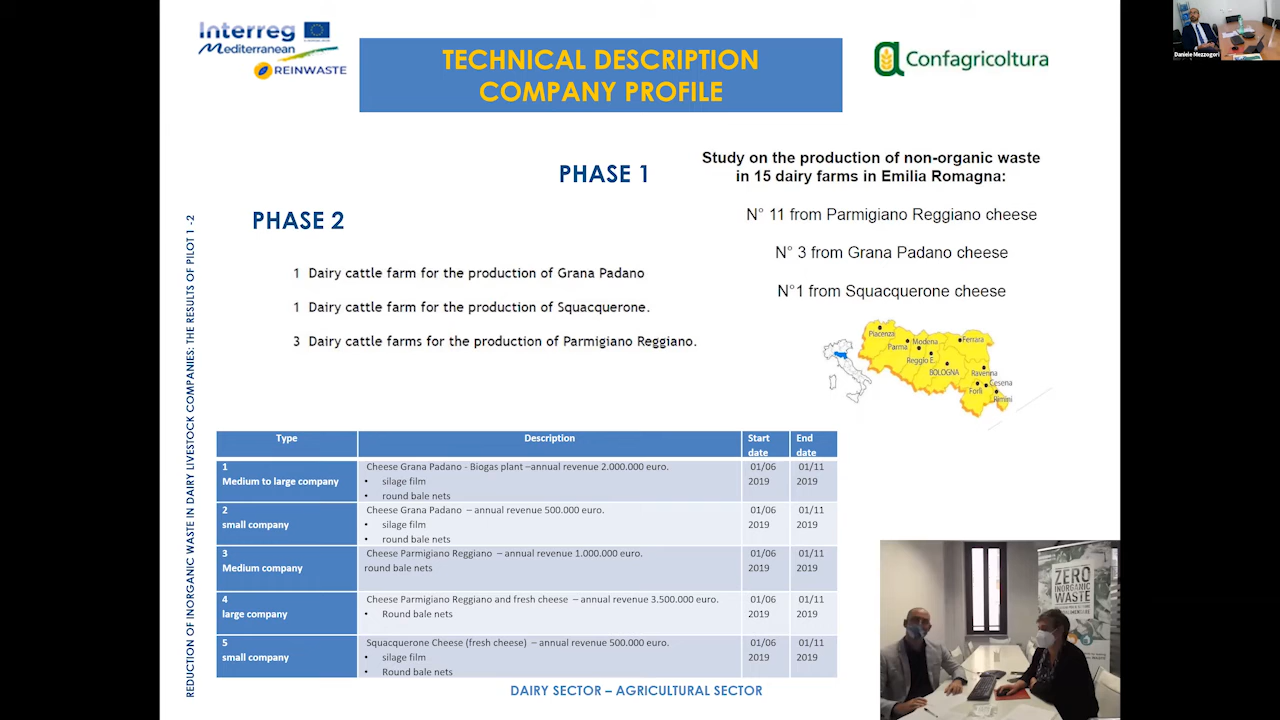 Interreg
Mediterranean
REINWASTE
TECHNICAL DESCRIPTION
COMPANY PROFILE
Confagricoltura
Daniele Mezzogori
PHASE 1
Study on the production of non-organic waste
in 15 dairy farms in Emilia Romagna:
N° 11 from Parmigiano Reggiano cheese
N° 3 from Grana Padano cheese
N°1 from Squacquerone cheese
PHASE 2
1 Dairy cattle farm for the production of Grana Padano
1 Dairy cattle farm for the production of Squacquerone.
3 Dairy cattle farms for the production of Parmigiano Reggiano.
Piacenza
Parma
Modena
Reggio E.
Ferrara
BOLOGNA
Ravenna
Cesena
Forlì
Rimini
REDUCTION OF INORGANIC WASTE IN DAIRY LIVESTOCK COMPANIES: THE RESULTS OF PILOT 1 -2
Type Description Start date End date
1 Cheese Grana Padano - Biogas plant –annual revenue 2.000.000 euro. 01/06 01/11
Medium to large company • silage film 2019 2019
• round bale nets
2 Cheese Grana Padano – annual revenue 500.000 euro. 01/06 01/11
small company • silage film 2019 2019
• round bale nets
3 Cheese Parmigiano Reggiano – annual revenue 1.000.000 euro. 01/06 01/11
Medium company round bale nets 2019 2019
4 Cheese Parmigiano Reggiano and fresh cheese – annual revenue 3.500.000 euro. 01/06 01/11
large company • Round bale nets 2019 2019
5 Squacquerone Cheese (fresh cheese) – annual revenue 500.000 euro. 01/06 01/11
small company • silage film 2019 2019
• Round bale nets
DAIRY SECTOR – AGRICULTURAL SECTOR
ZERO
INORGANIC
WASTE